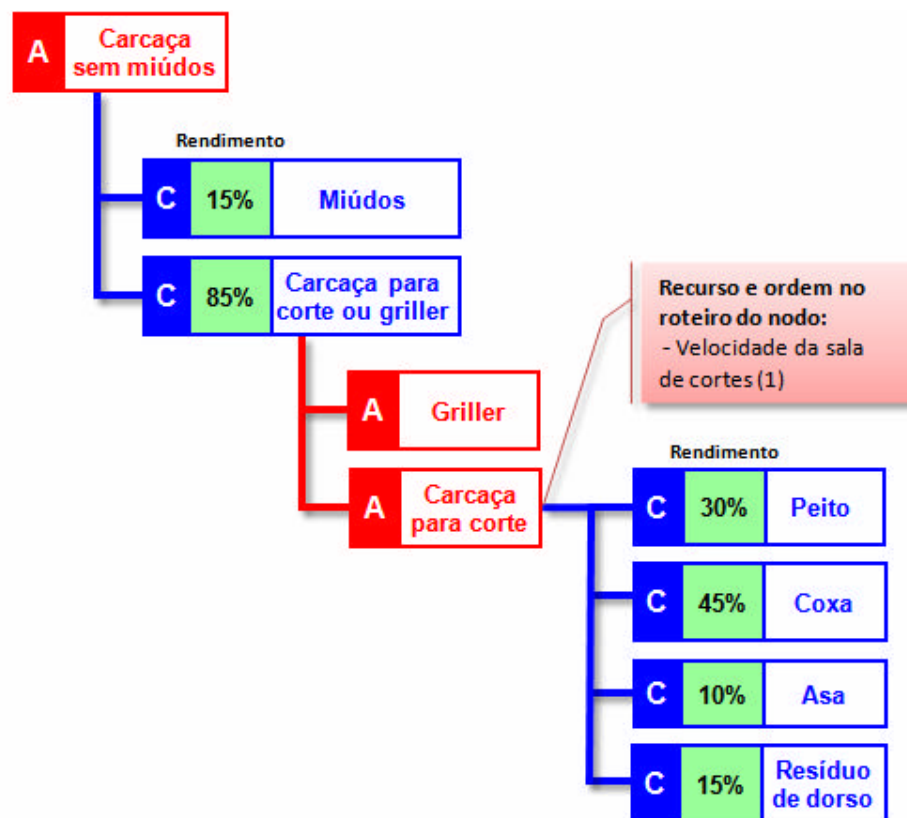 A
Carcaça
sem miúdos
Rendimento
C 15% Miúdos
C 85% Carcaça para
corte ou griller
Recurso e ordem no
roteiro do nodo:
- Velocidade da sala
de cortes (1)
A Griller
A Carcaça
para corte
Rendimento
C 30% Peito
C 45% Coxa
C 10% Asa
C 15% Resíduo
de dorso